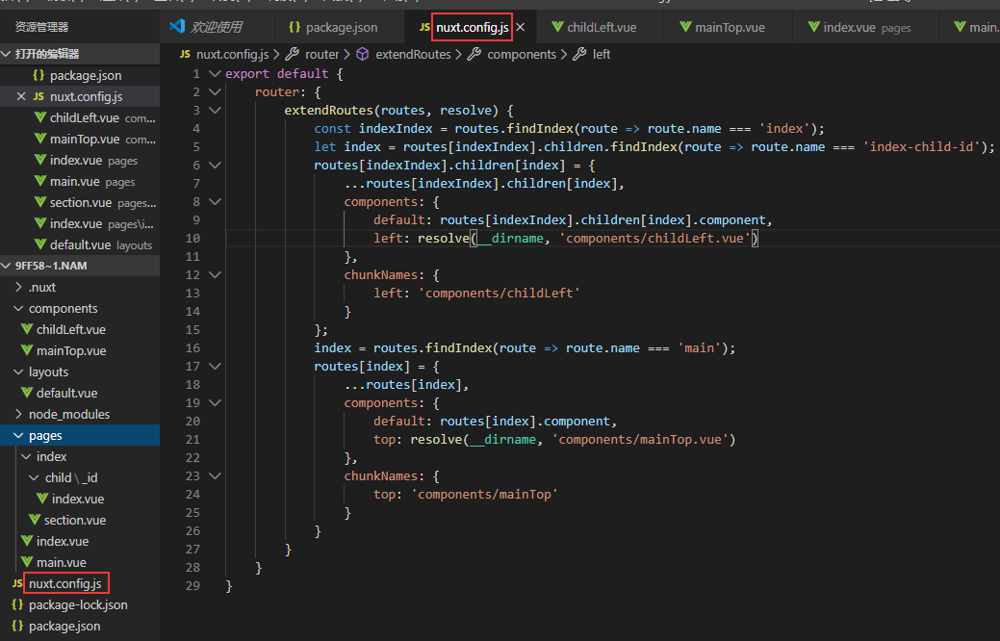 资源管理器
欢迎使用
{} package.json
JS nuxt.config.js ×
childLeft.vue
mainTop.vue
index.vue pages
main.
打开的编辑器
{} package.json
× JS nuxt.config.js
childLeft.vue com...
mainTop.vue com...
index.vue pages
main.vue pages
section.vue pages...
index.vue pages\i...
default.vue layouts
9FF58~1.NAM
.nuxt
components
childLeft.vue
mainTop.vue
layouts
default.vue
node_modules
pages
index
child \ _id
index.vue
section.vue
index.vue
main.vue
JS nuxt.config.js
{} package-lock.json
{} package.json
JS nuxt.config.js > router > extendRoutes > components > left
1 export default {
2 router: {
3 extendRoutes(routes, resolve) {
4 const indexIndex = routes.findIndex(route => route.name === 'index');
5 let index = routes[indexIndex].children.findIndex(route => route.name === 'index-child-id');
6 routes[indexIndex].children[index] = {
7 ...routes[indexIndex].children[index],
8 components: {
9 default: routes[indexIndex].children[index].component,
10 left: resolve(__dirname, 'components/childLeft.vue')
11 },
12 chunkNames: {
13 left: 'components/childLeft'
14 }
15 };
16 index = routes.findIndex(route => route.name === 'main');
17 routes[index] = {
18 ...routes[index],
19 components: {
20 default: routes[index].component,
21 top: resolve(__dirname, 'components/mainTop.vue')
22 },
23 chunkNames: {
24 top: 'components/mainTop'
25 }
26 }
27 }
28 }
29 }